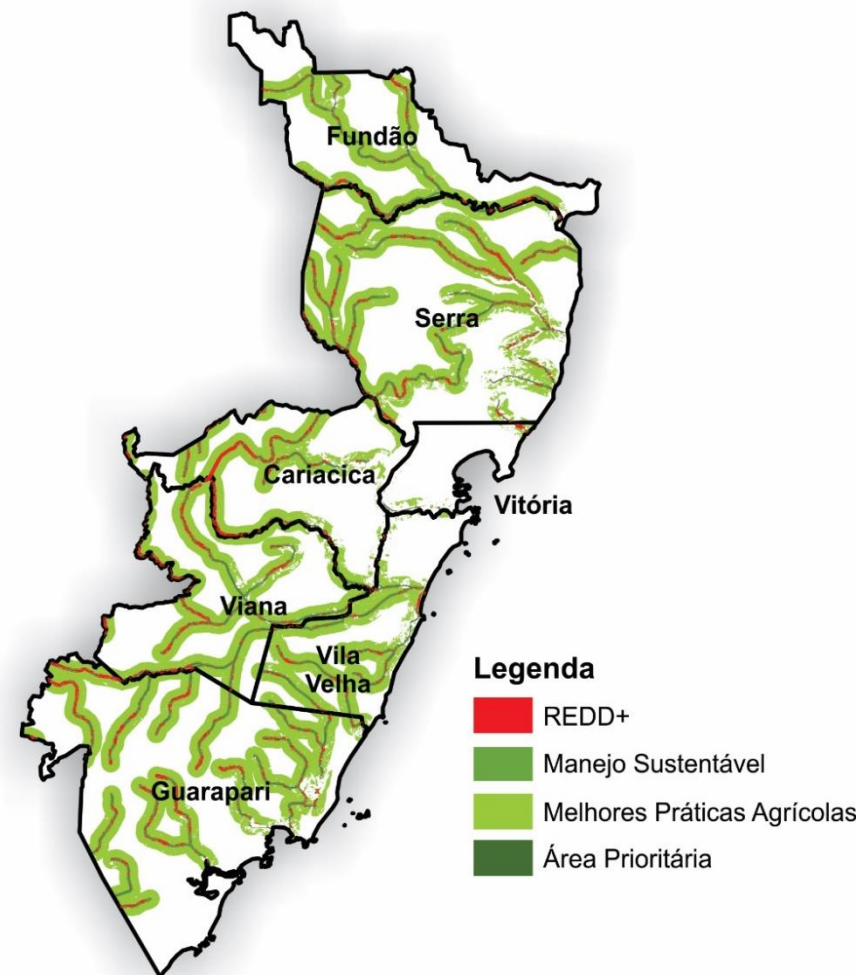 Fundão
Serra
Cariacica
Vitória
Viana
Vila
Velha
Guarapari
Legenda
REDD+
Manejo Sustentável
Melhores Práticas Agrícolas
Área Prioritária